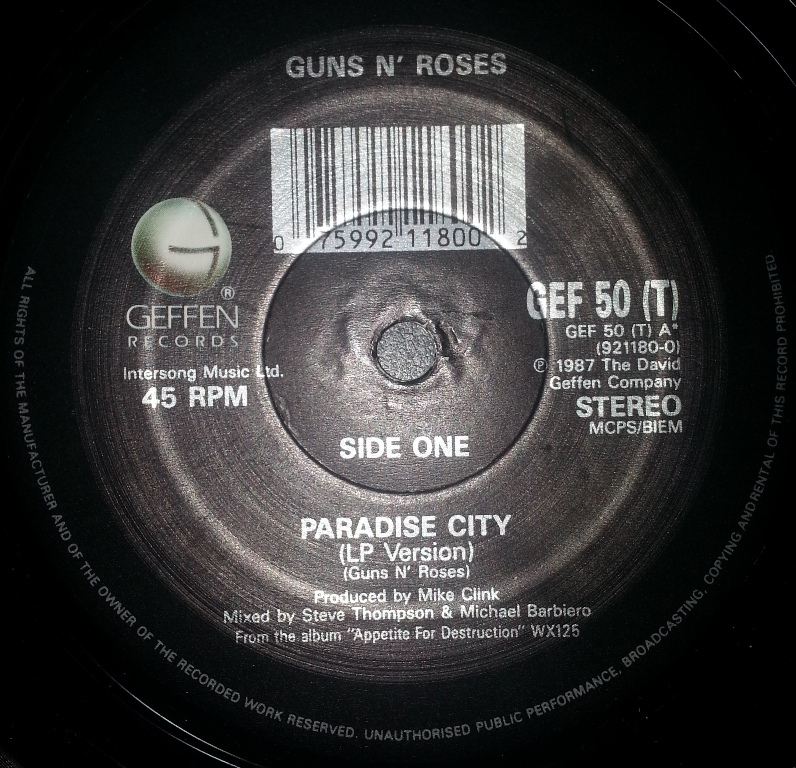 GUNS N' ROSES
0 75992 11800 2
GEFFEN®
RECORDS
Intersong Music Ltd.
45 RPM
GEF 50 (T)
GEF 50 (T) A*
(921180-0)
℗ 1987 The David
Geffen Company
STEREO
MCPS/BIEM
SIDE ONE
PARADISE CITY
(LP Version)
(Guns N' Roses)
Produced by Mike Clink
Mixed by Steve Thompson & Michael Barbiero
From the album "Appetite For Destruction" WX125
ALL RIGHTS OF THE MANUFACTURER AND OF THE OWNER OF THE RECORDED WORK RESERVED. UNAUTHORISED PUBLIC PERFORMANCE, BROADCASTING, COPYING AND RENTAL OF THIS RECORD PROHIBITED.